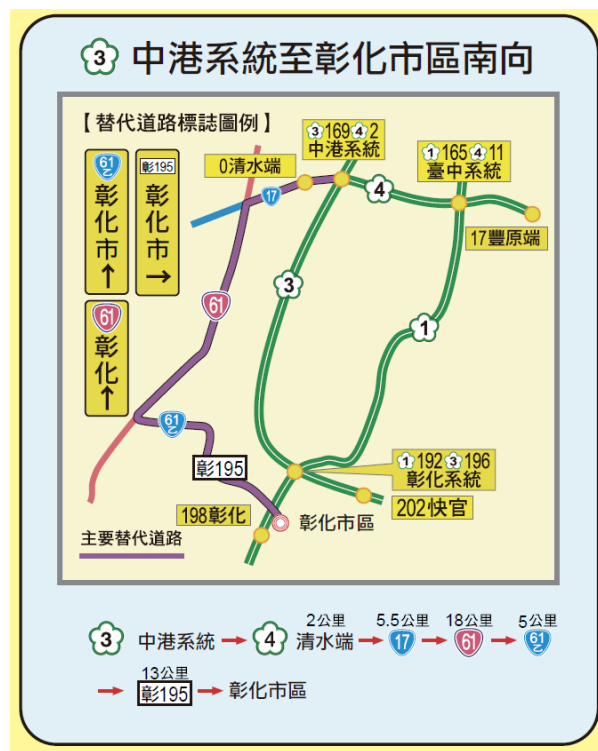 3 中港系統至彰化市區南向
【替代道路標誌圖例】
61乙 彰化市↑
彰195 彰化市→
61 彰化↑
0清水端
3 169 4 2
中港系統
1 165 4 11
臺中系統
17
4
17豐原端
3
61
1
61乙
彰195
1 192 3 196
彰化系統
198彰化
彰化市區
202快官
主要替代道路
2公里 5.5公里 18公里 5公里
3 中港系統 → 4 清水端 → 17 → 61 → 61乙
13公里
→ 彰195 → 彰化市區